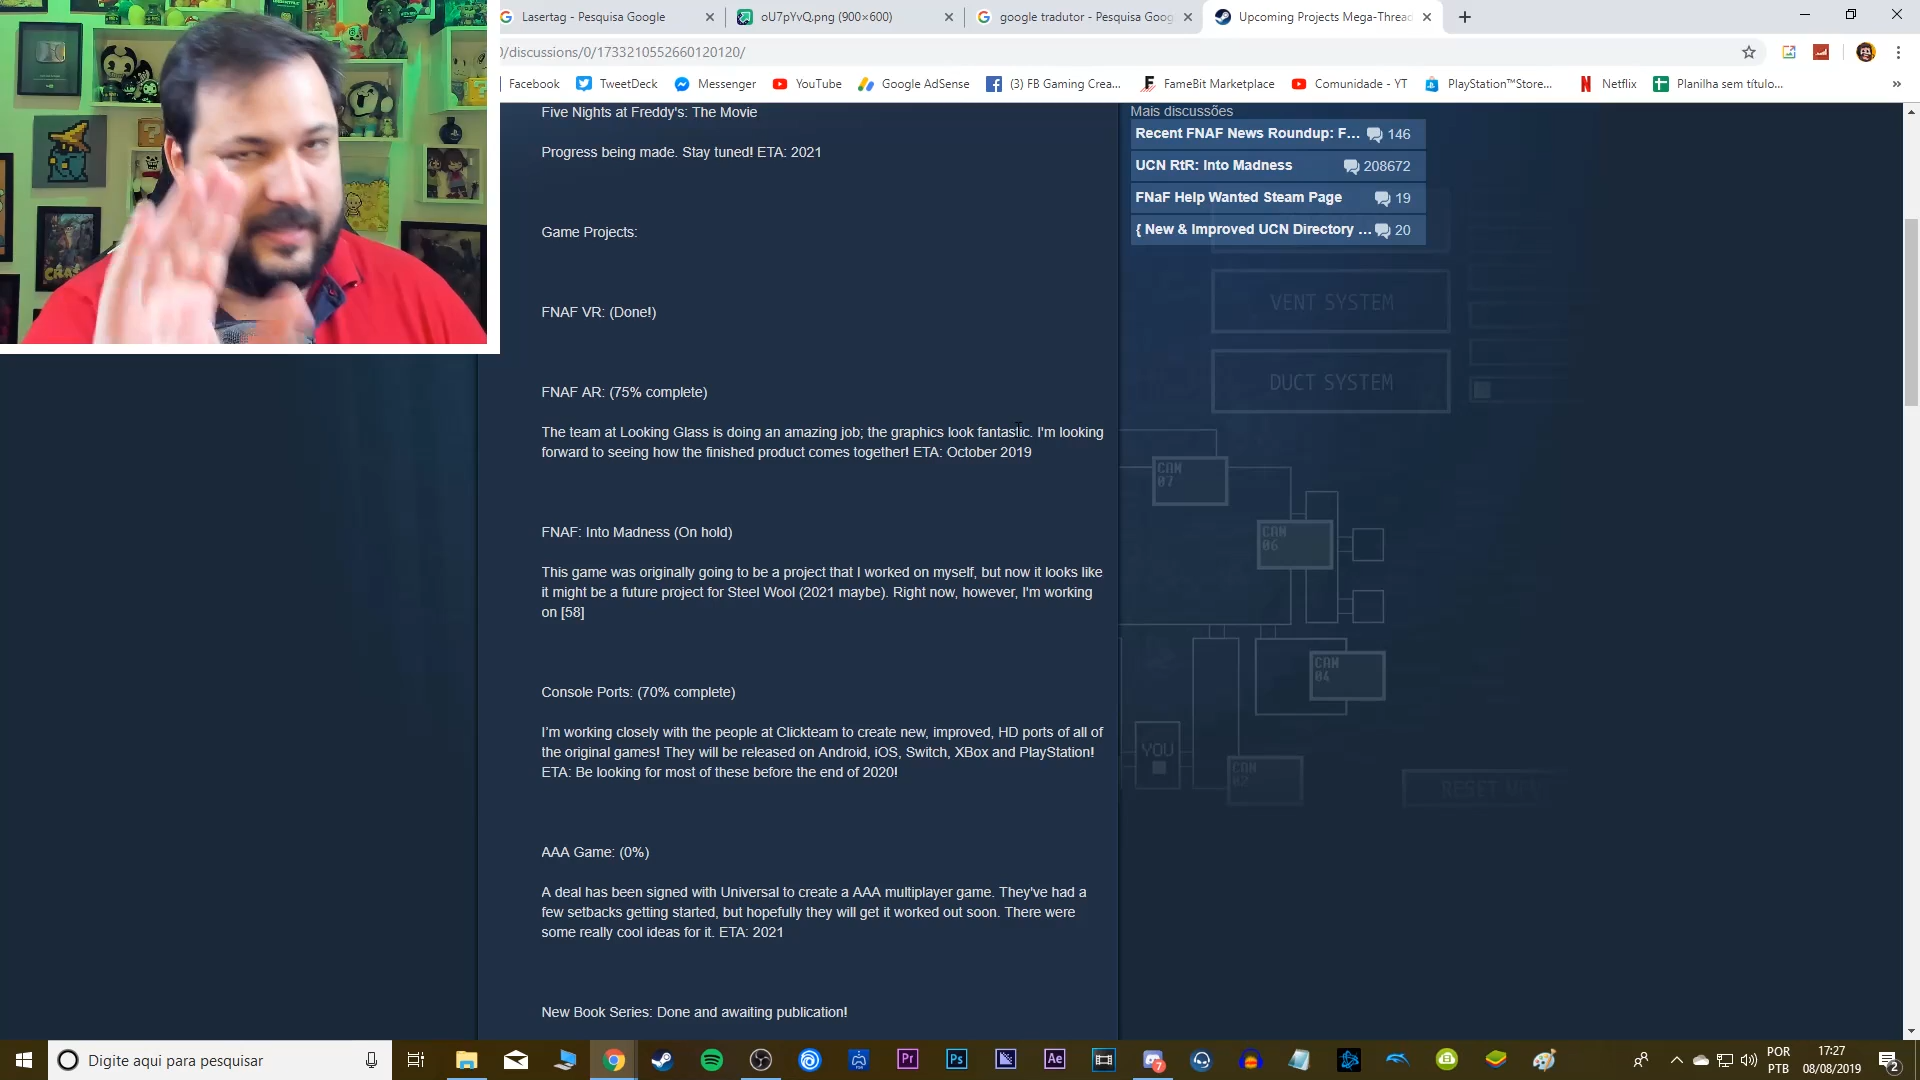 Lasertag - Pesquisa Google
oU7pYvQ.png (900×600)
google tradutor - Pesquisa Goog
Upcoming Projects Mega-Thread
)/discussions/0/1733210552660120120/
Facebook
TweetDeck
Messenger
YouTube
Google AdSense
(3) FB Gaming Crea...
FameBit Marketplace
Comunidade - YT
PlayStation™Store...
Netflix
Planilha sem título...
»
Five Nights at Freddy's: The Movie
Progress being made. Stay tuned! ETA: 2021
Game Projects:
FNAF VR: (Done!)
FNAF AR: (75% complete)
The team at Looking Glass is doing an amazing job; the graphics look fantastic. I'm looking
forward to seeing how the finished product comes together! ETA: October 2019
FNAF: Into Madness (On hold)
This game was originally going to be a project that I worked on myself, but now it looks like
it might be a future project for Steel Wool (2021 maybe). Right now, however, I'm working
on [58]
Console Ports: (70% complete)
I'm working closely with the people at Clickteam to create new, improved, HD ports of all of
the original games! They will be released on Android, iOS, Switch, XBox and PlayStation!
ETA: Be looking for most of these before the end of 2020!
AAA Game: (0%)
A deal has been signed with Universal to create a AAA multiplayer game. They've had a
few setbacks getting started, but hopefully they will get it worked out soon. There were
some really cool ideas for it. ETA: 2021
New Book Series: Done and awaiting publication!
Mais discussões
Recent FNAF News Roundup: F... 146
UCN RtR: Into Madness 208672
FNaF Help Wanted Steam Page 19
{ New & Improved UCN Directory ... 20
VENT SYSTEM
DUCT SYSTEM
CAM
07
CAM
06
CAM
04
YOU
CAM
02
Digite aqui para pesquisar
Pr
Ps
Ae
7
POR
PTB
17:27
08/08/2019
2